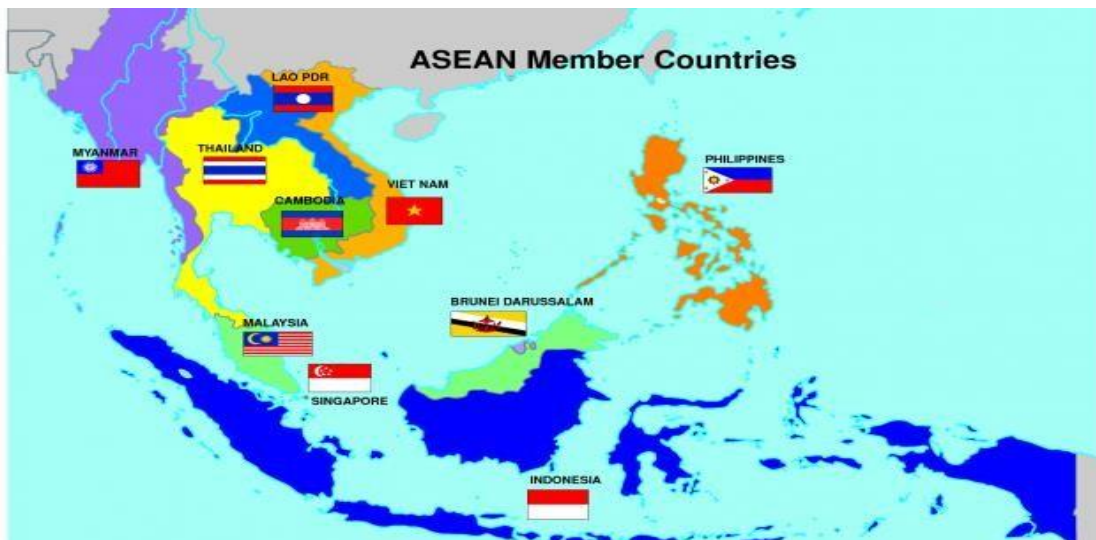 ASEAN Member Countries
LAO PDR
MYANMAR
THAILAND
PHILIPPINES
VIET NAM
CAMBODIA
BRUNEI DARUSSALAM
MALAYSIA
SINGAPORE
INDONESIA